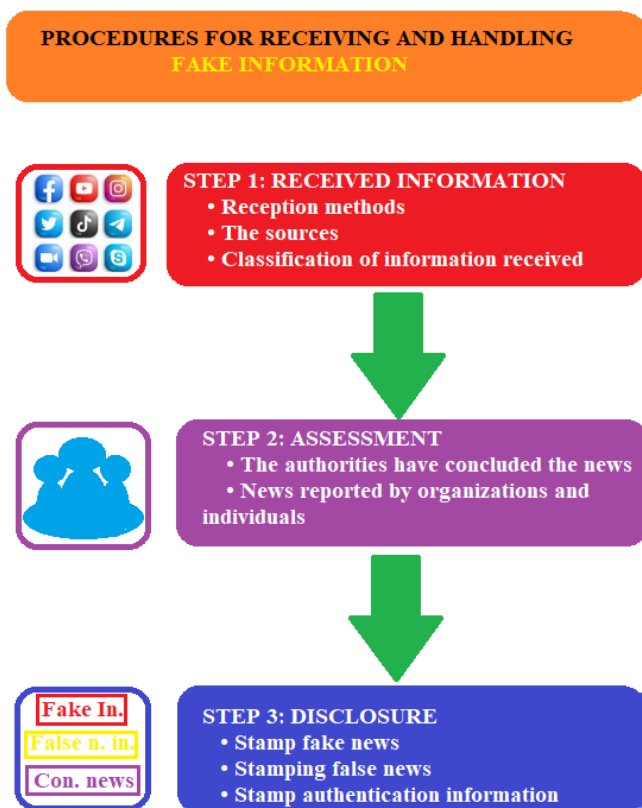 PROCEDURES FOR RECEIVING AND HANDLING
FAKE INFORMATION
STEP 1: RECEIVED INFORMATION
• Reception methods
• The sources
• Classification of information received
STEP 2: ASSESSMENT
• The authorities have concluded the news
• News reported by organizations and
individuals
Fake In.
False n. in.
Con. news
STEP 3: DISCLOSURE
• Stamp fake news
• Stamping false news
• Stamp authentication information